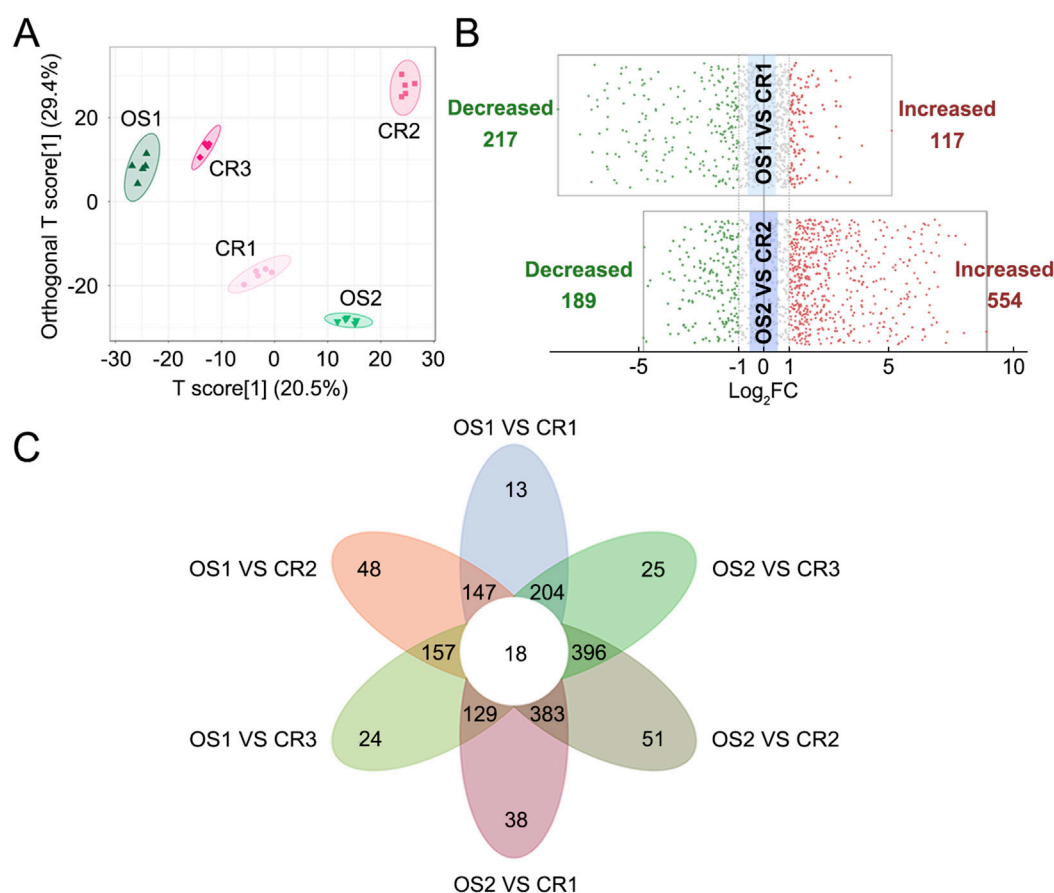 A
Orthogonal T score[1] (29.4%)
20
0
-20
OS1
CR3
CR2
CR1
OS2
-30
-20
-10
0
10
20
30
T score[1] (20.5%)
B
Decreased
217
OS1 VS CR1
Increased
117
Decreased
189
OS2 VS CR2
Increased
554
-5
-1
0
1
5
10
Log₂FC
C
OS1 VS CR1
13
OS1 VS CR2
48
25
OS2 VS CR3
147
204
157
18
396
129
383
OS1 VS CR3
24
51
OS2 VS CR2
38
OS2 VS CR1